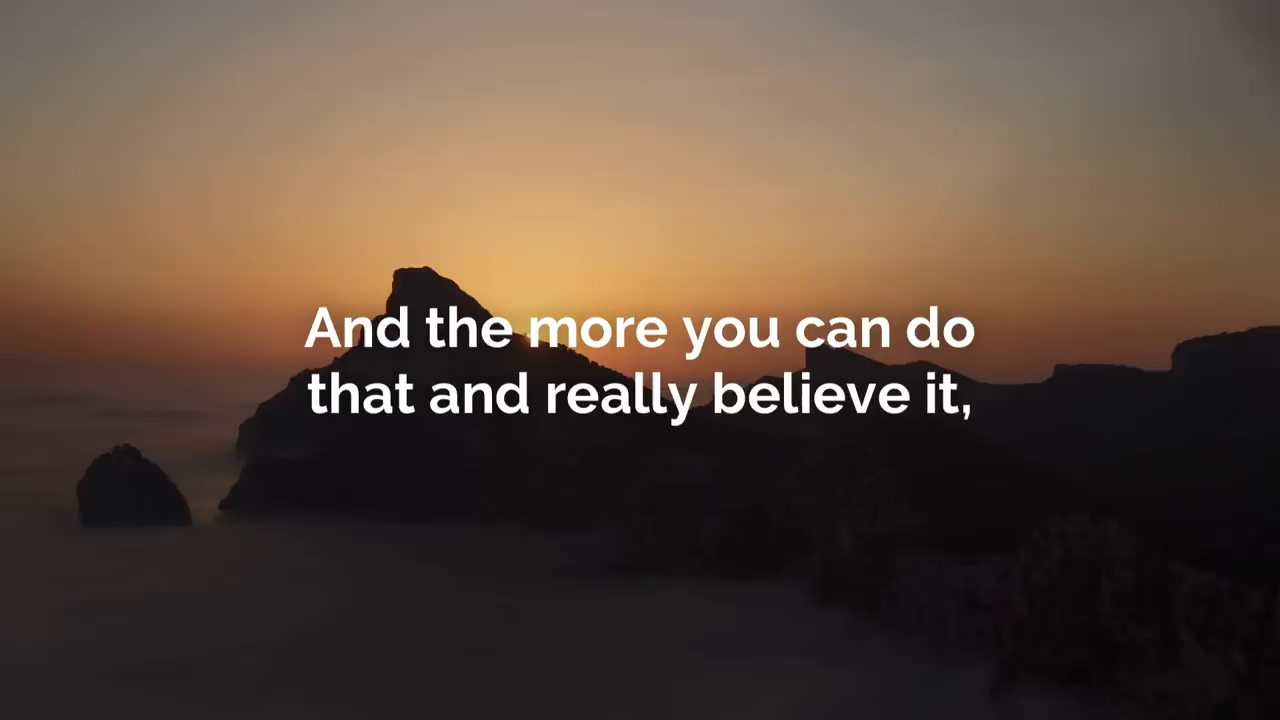 And the more you can do
that and really believe it,